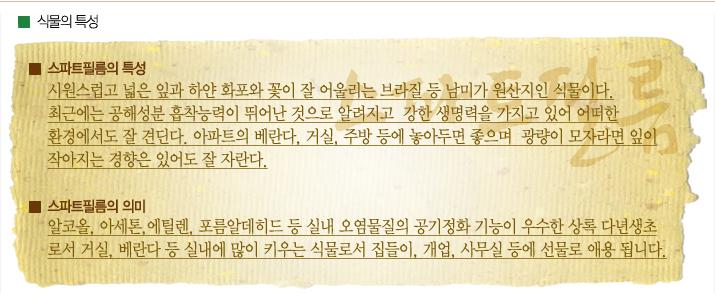 식물의 특성
스파트필름
스파트필름의 특성
시원스럽고 넓은 잎과 하얀 화포와 꽃이 잘 어울리는 브라질 등 남미가 원산지인 식물이다.
최근에는 공해성분 흡착능력이 뛰어난 것으로 알려지고 강한 생명력을 가지고 있어 어떠한
환경에서도 잘 견딘다. 아파트의 베란다, 거실, 주방 등에 놓아두면 좋으며 광량이 모자라면 잎이
작아지는 경향은 있어도 잘 자란다.
스파트필름의 의미
알코올, 아세톤,에틸렌, 포름알데히드 등 실내 오염물질의 공기정화 기능이 우수한 상록 다년생초
로서 거실, 베란다 등 실내에 많이 키우는 식물로서 집들이, 개업, 사무실 등에 선물로 애용 됩니다.